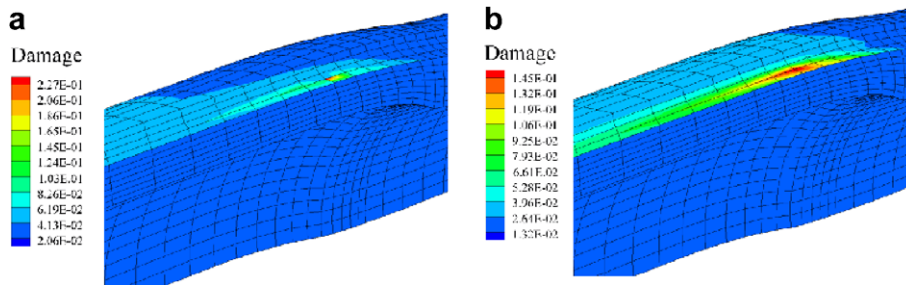 a
Damage
2.27E-01
2.06E-01
1.86E-01
1.65E-01
1.45E-01
1.24E-01
1.03E-01
8.26E-02
6.19E-02
4.13E-02
2.06E-02
b
Damage
1.45E-01
1.32E-01
1.19E-01
1.06E-01
9.25E-02
7.93E-02
6.61E-02
5.28E-02
3.96E-02
2.64E-02
1.32E-02